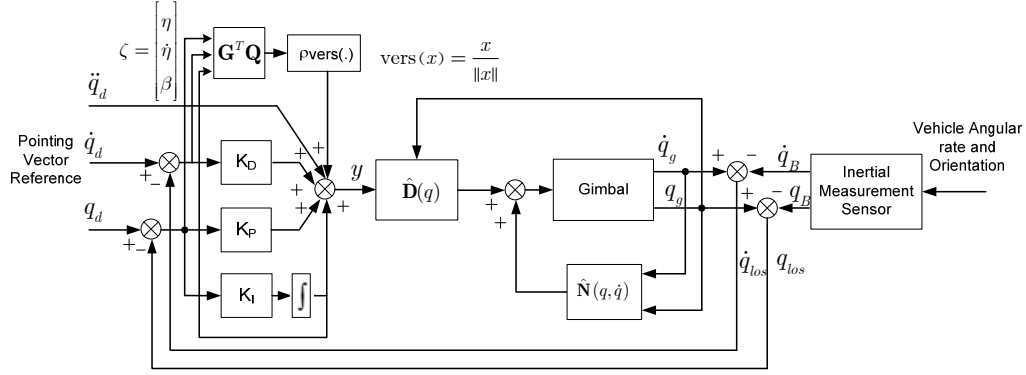 ζ = [η η̇ β]
G^T Q
ρvers(.)
vers(x) = x / ‖x‖
q̈_d
Pointing
Vector
Reference
q̇_d
q_d
+
−
+
−
K_D
K_P
K_I
∫
+
+
+
+
+
y
D̂(q)
+
+
Gimbal
N̂(q, q̇)
q̇_g
q_g
+
−
+
−
q̇_B
q_B
q̇_los
q_los
Inertial
Measurement
Sensor
Vehicle Angular
rate and
Orientation